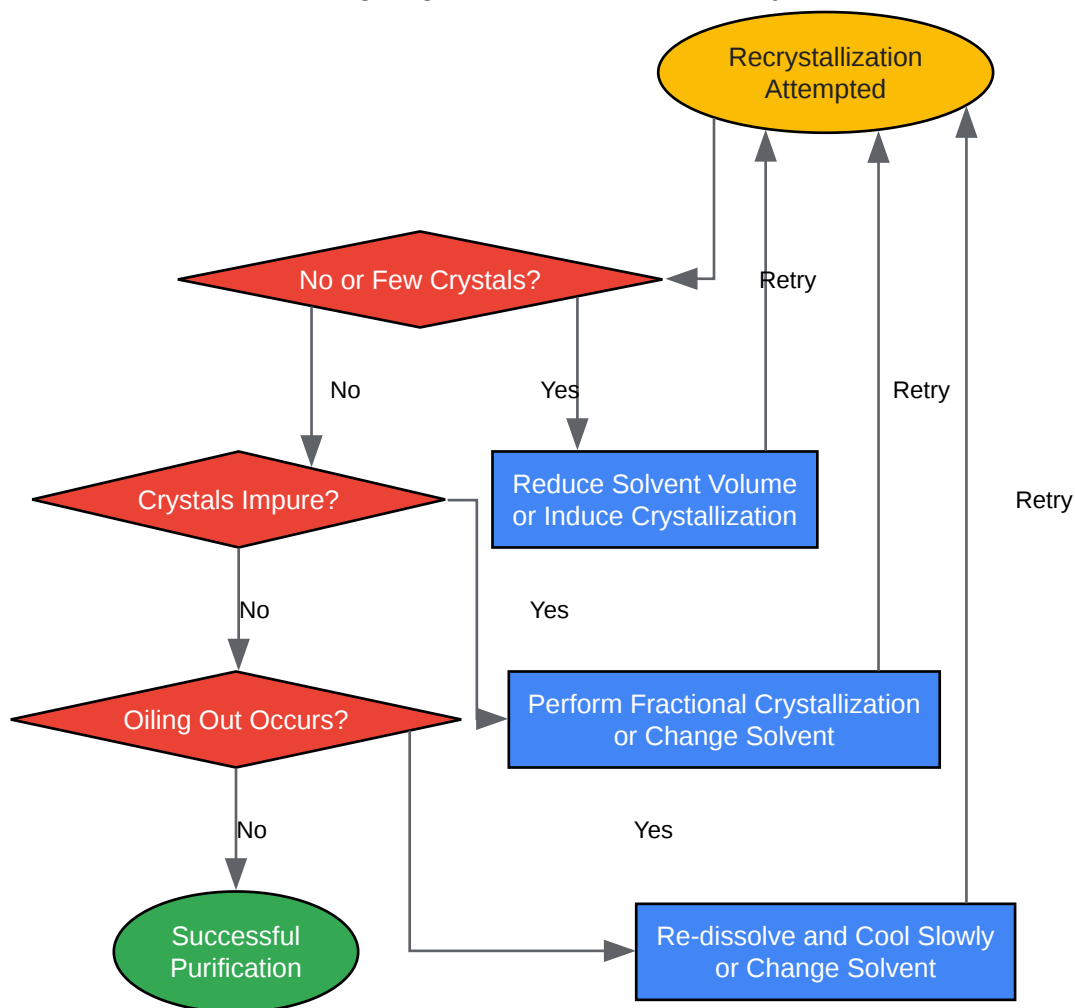 Recrystallization
Attempted
No or Few Crystals?
Retry
No
Yes
Retry
Crystals Impure?
Reduce Solvent Volume
or Induce Crystallization
Retry
No
Yes
Oiling Out Occurs?
Perform Fractional Crystallization
or Change Solvent
No
Yes
Successful
Purification
Re-dissolve and Cool Slowly
or Change Solvent